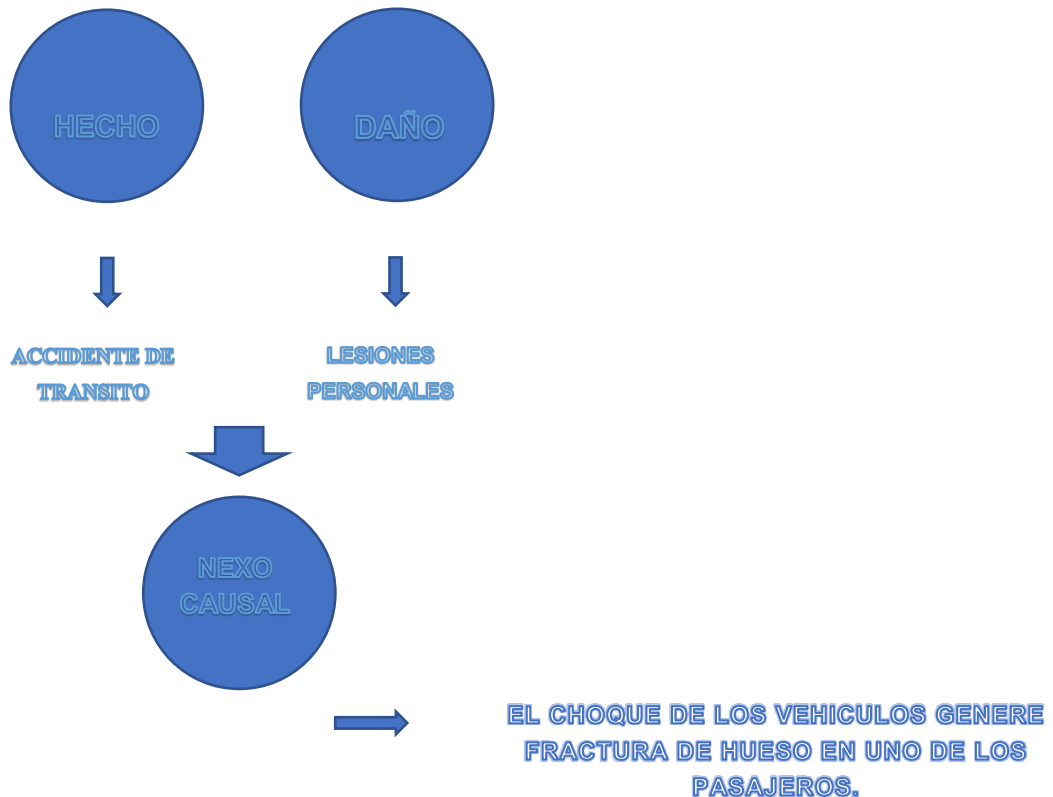 HECHO
DAÑO
ACCIDENTE DE
TRANSITO
LESIONES
PERSONALES
NEXO
CAUSAL
EL CHOQUE DE LOS VEHICULOS GENERE
FRACTURA DE HUESO EN UNO DE LOS
PASAJEROS.